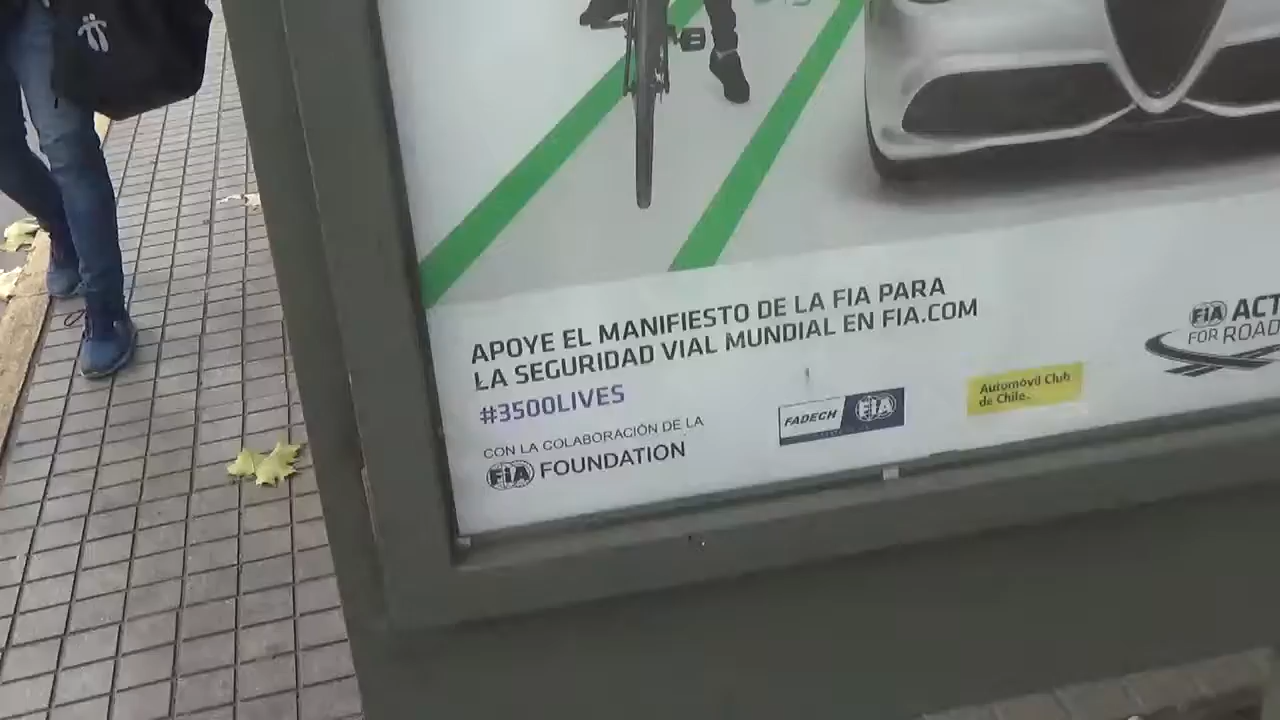 APOYE EL MANIFIESTO DE LA FIA PARA
LA SEGURIDAD VIAL MUNDIAL EN FIA.COM
#3500LIVES
CON LA COLABORACIÓN DE LA
FIA FOUNDATION
FADECH FIA
Automóvil Club
de Chile.
FIA ACT
FOR ROAD